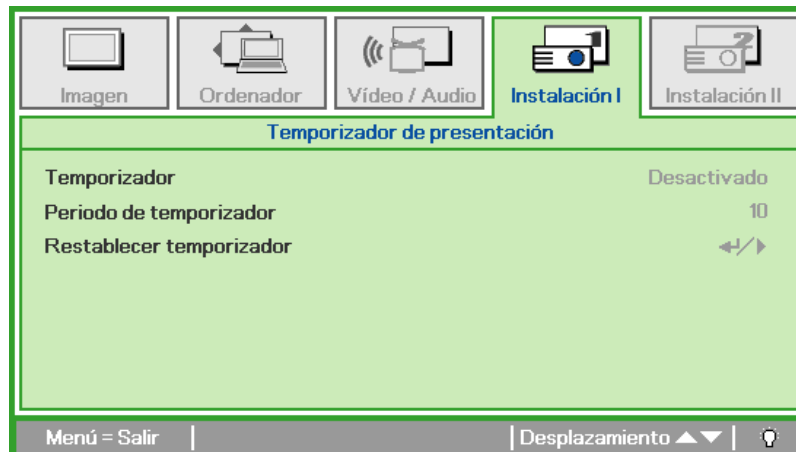 Imagen
Ordenador
Vídeo / Audio
Instalación I
Instalación II
Temporizador de presentación
Temporizador Desactivado
Periodo de temporizador 10
Restablecer temporizador
Menú = Salir Desplazamiento